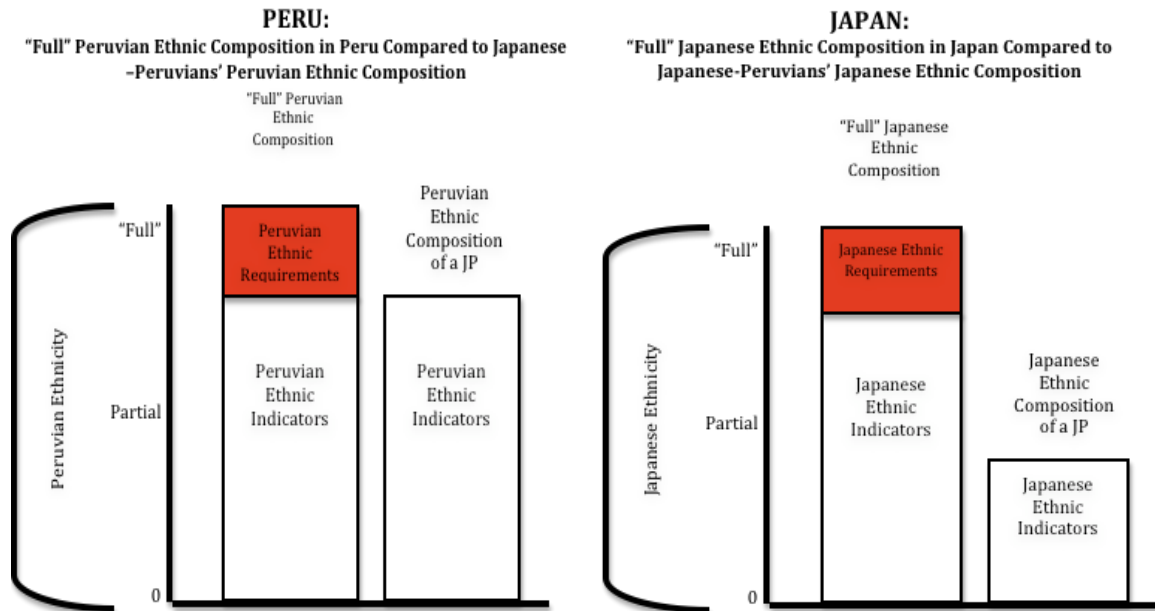 PERU:
“Full” Peruvian Ethnic Composition in Peru Compared to Japanese
–Peruvians’ Peruvian Ethnic Composition
“Full” Peruvian
Ethnic
Composition
Peruvian
Ethnic
Composition
of a JP
“Full”
Peruvian
Ethnic
Requirements
Peruvian Ethnicity
Partial
Peruvian
Ethnic
Indicators
Peruvian
Ethnic
Indicators
0
JAPAN:
“Full” Japanese Ethnic Composition in Japan Compared to
Japanese-Peruvians’ Japanese Ethnic Composition
“Full” Japanese
Ethnic
Composition
“Full”
Japanese Ethnic
Requirements
Japanese Ethnicity
Partial
Japanese
Ethnic
Indicators
Japanese
Ethnic
Composition
of a JP
Japanese
Ethnic
Indicators
0